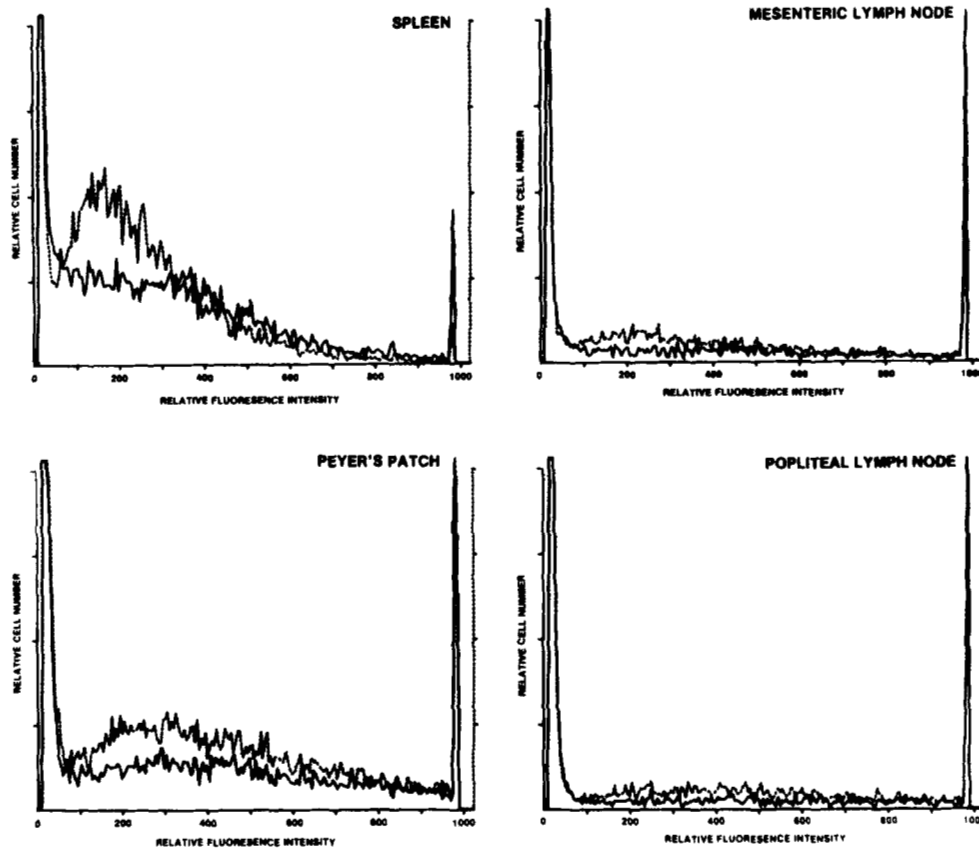 SPLEEN
RELATIVE CELL NUMBER
0 200 400 600 800 1000
RELATIVE FLUORESENCE INTENSITY
MESENTERIC LYMPH NODE
RELATIVE CELL NUMBER
0 200 400 600 800 1000
RELATIVE FLUORESENCE INTENSITY
PEYER'S PATCH
RELATIVE CELL NUMBER
0 200 400 600 800 1000
RELATIVE FLUORESENCE INTENSITY
POPLITEAL LYMPH NODE
RELATIVE CELL NUMBER
0 200 400 600 800 100
RELATIVE FLUORESENCE INTENSITY